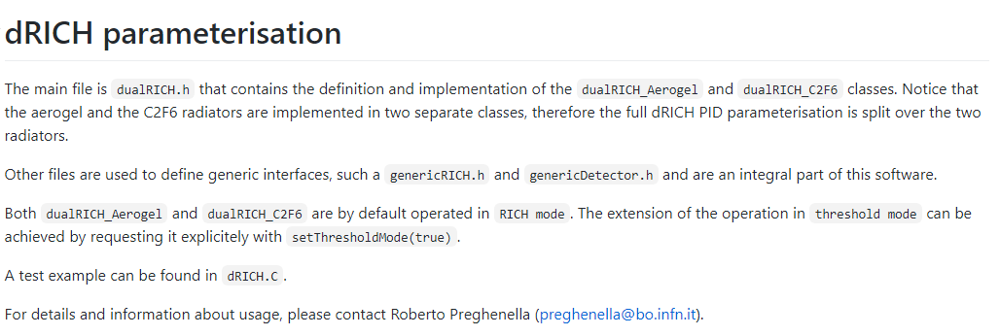 dRICH parameterisation
The main file is dualRICH.h that contains the definition and implementation of the dualRICH_Aerogel and dualRICH_C2F6 classes. Notice that
the aerogel and the C2F6 radiators are implemented in two separate classes, therefore the full dRICH PID parameterisation is split over the two
radiators.
Other files are used to define generic interfaces, such a genericRICH.h and genericDetector.h and are an integral part of this software.
Both dualRICH_Aerogel and dualRICH_C2F6 are by default operated in RICH mode. The extension of the operation in threshold mode can be
achieved by requesting it explicitely with setThresholdMode(true).
A test example can be found in dRICH.C.
For details and information about usage, please contact Roberto Preghenella (preghenella@bo.infn.it).